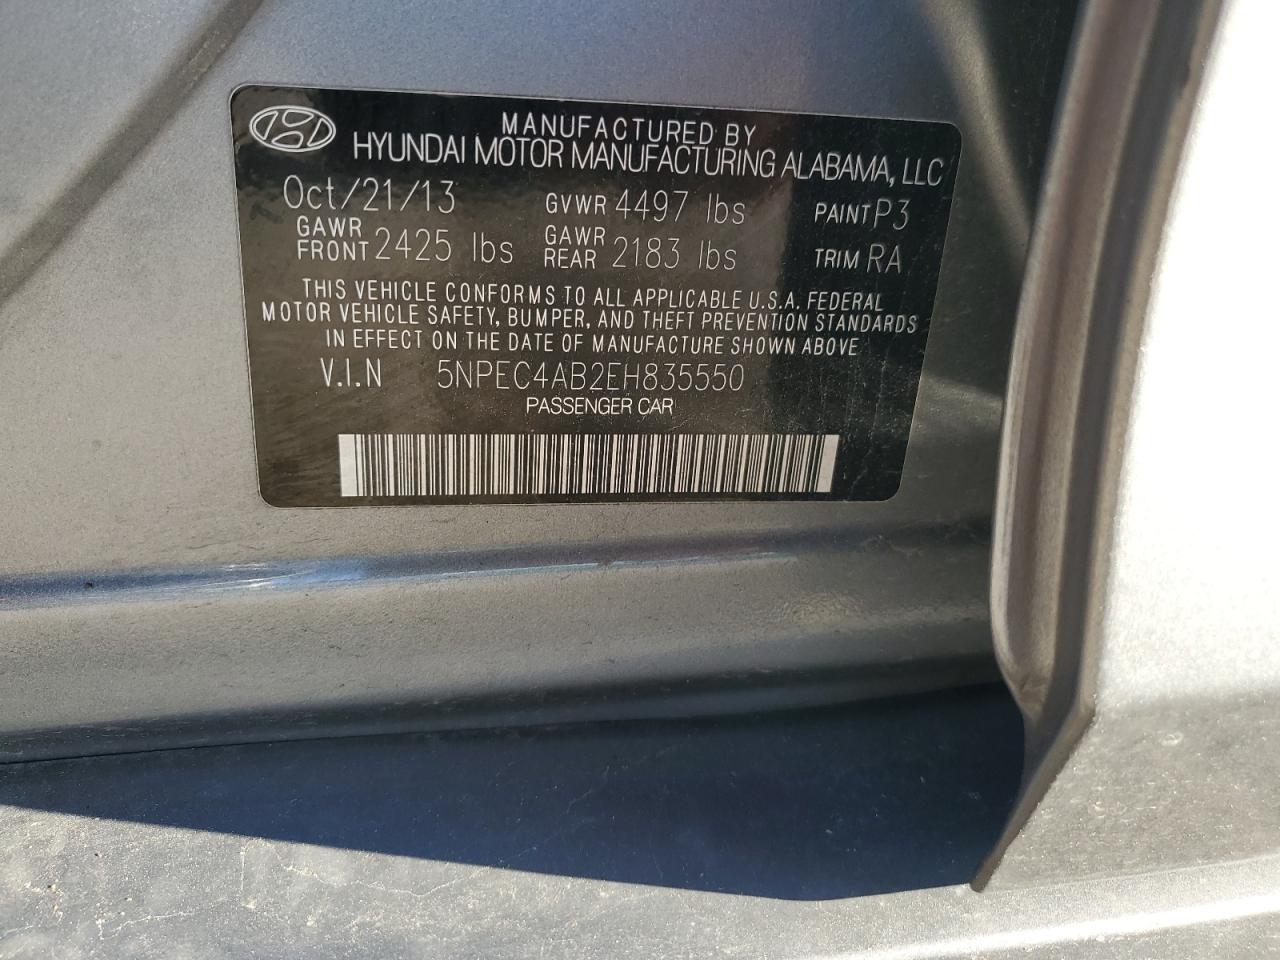 MANUFACTURED BY
HYUNDAI MOTOR MANUFACTURING ALABAMA, LLC
Oct/21/13 GVWR 4497 lbs PAINT P3
GAWR FRONT 2425 lbs GAWR REAR 2183 lbs TRIM RA
THIS VEHICLE CONFORMS TO ALL APPLICABLE U.S.A. FEDERAL
MOTOR VEHICLE SAFETY, BUMPER, AND THEFT PREVENTION STANDARDS
IN EFFECT ON THE DATE OF MANUFACTURE SHOWN ABOVE
V.I.N 5NPEC4AB2EH835550
PASSENGER CAR